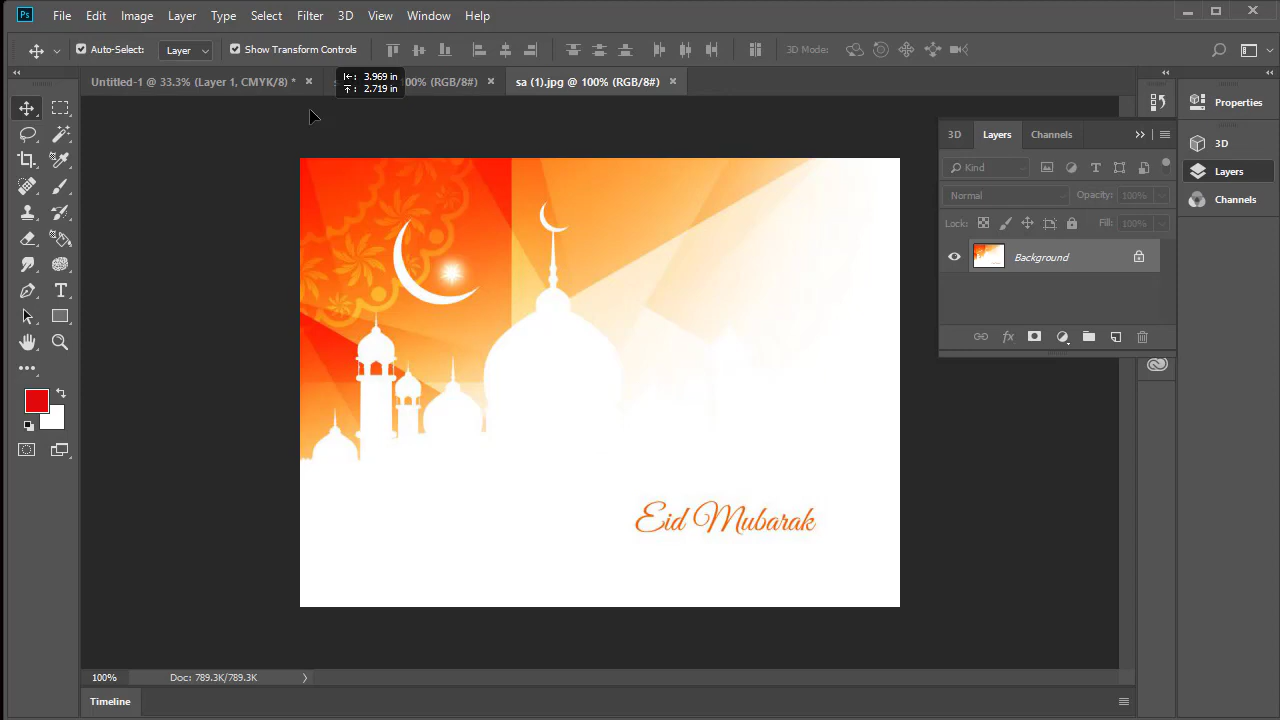 Ps File Edit Image Layer Type Select Filter 3D View Window Help
Auto-Select: Layer Show Transform Controls 3D Mode:
Untitled-1 @ 33.3% (Layer 1, CMYK/8) * × 00% (RGB/8#) × sa (1).jpg @ 100% (RGB/8#) ×
3.969 in
2.719 in
Properties
3D
Layers
Channels
3D Layers Channels
Kind
Normal Opacity: 100%
Lock: Fill: 100%
Background
Eid Mubarak
100% Doc: 789.3K/789.3K
Timeline